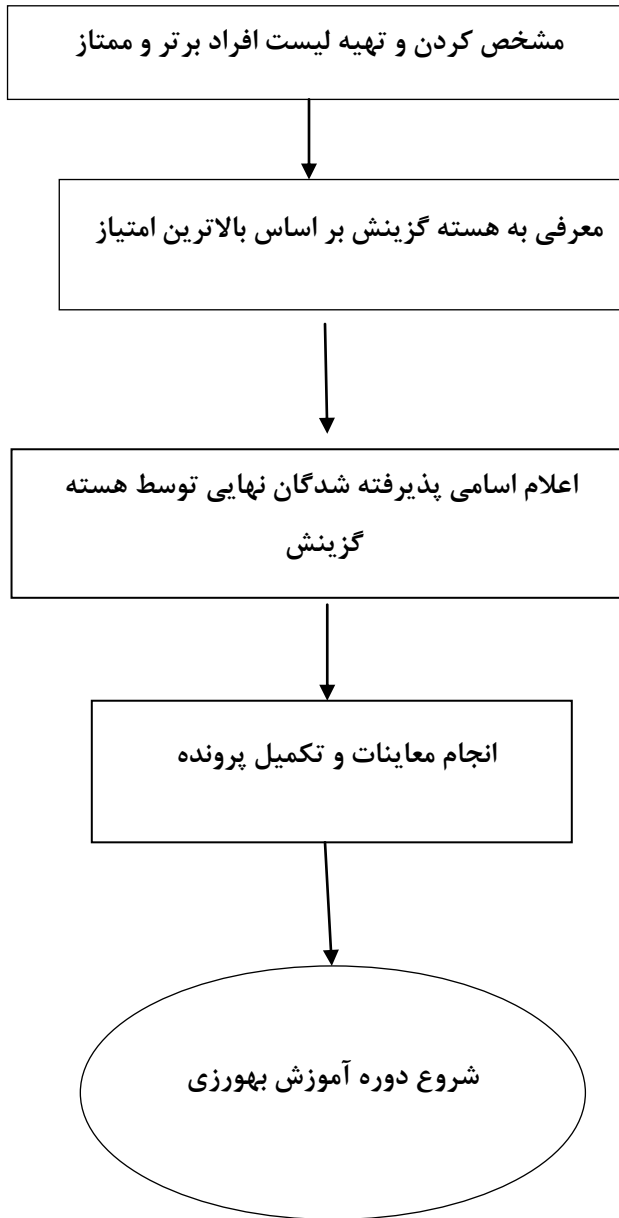 مشخص کردن و تهیه لیست افراد برتر و ممتاز
معرفی به هسته گزینش بر اساس بالاترین امتیاز
اعلام اسامی پذیرفته شدگان نهایی توسط هسته
گزینش
انجام معاینات و تکمیل پرونده
شروع دوره آموزش بهورزی